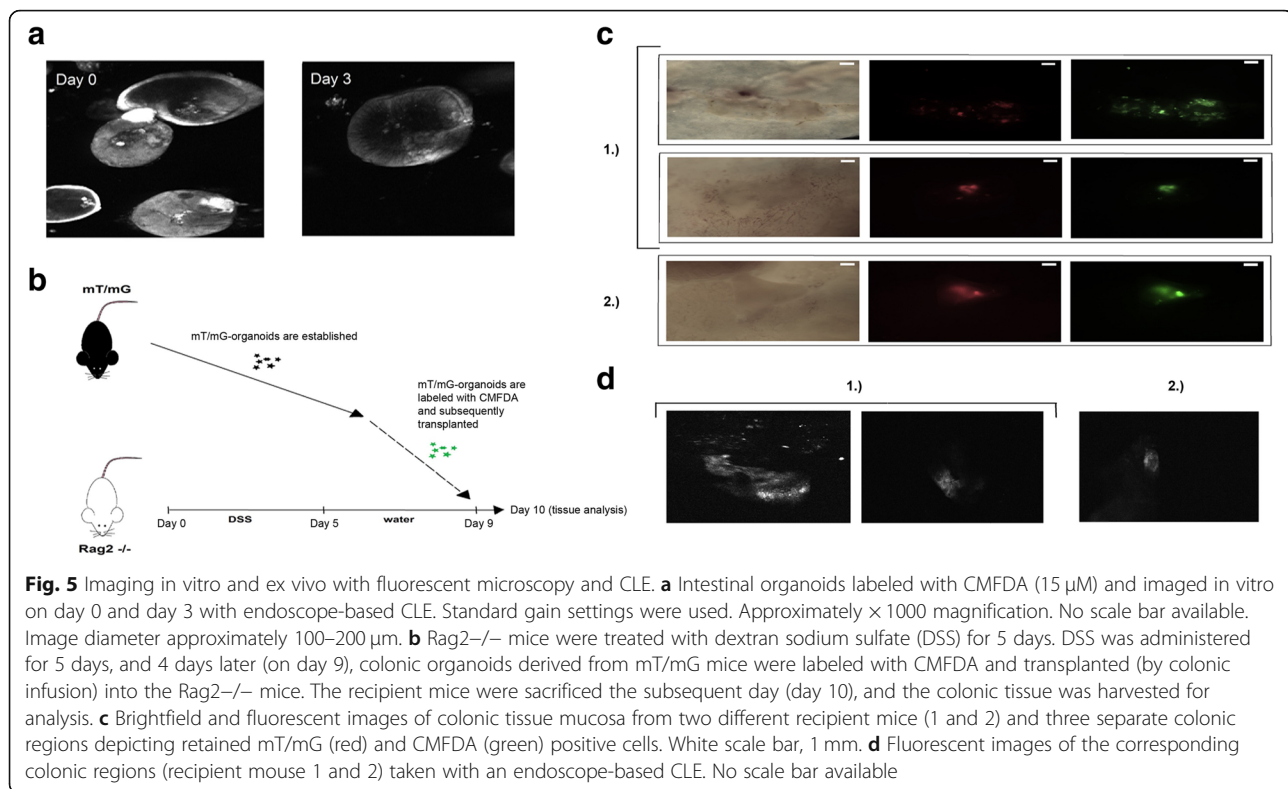 a
Day 0
Day 3
b
mT/mG
mT/mG-organoids are established
mT/mG-organoids are
labeled with CMFDA
and subsequently
transplanted
Day 0
DSS
Day 5
water
Day 9
Day 10 (tissue analysis)
Rag2 -/-
c
1.)
2.)
d
1.)
2.)
Fig. 5 Imaging in vitro and ex vivo with fluorescent microscopy and CLE. a Intestinal organoids labeled with CMFDA (15 μM) and imaged in vitro
on day 0 and day 3 with endoscope-based CLE. Standard gain settings were used. Approximately × 1000 magnification. No scale bar available.
Image diameter approximately 100–200 μm. b Rag2−/− mice were treated with dextran sodium sulfate (DSS) for 5 days. DSS was administered
for 5 days, and 4 days later (on day 9), colonic organoids derived from mT/mG mice were labeled with CMFDA and transplanted (by colonic
infusion) into the Rag2−/− mice. The recipient mice were sacrificed the subsequent day (day 10), and the colonic tissue was harvested for
analysis. c Brightfield and fluorescent images of colonic tissue mucosa from two different recipient mice (1 and 2) and three separate colonic
regions depicting retained mT/mG (red) and CMFDA (green) positive cells. White scale bar, 1 mm. d Fluorescent images of the corresponding
colonic regions (recipient mouse 1 and 2) taken with an endoscope-based CLE. No scale bar available